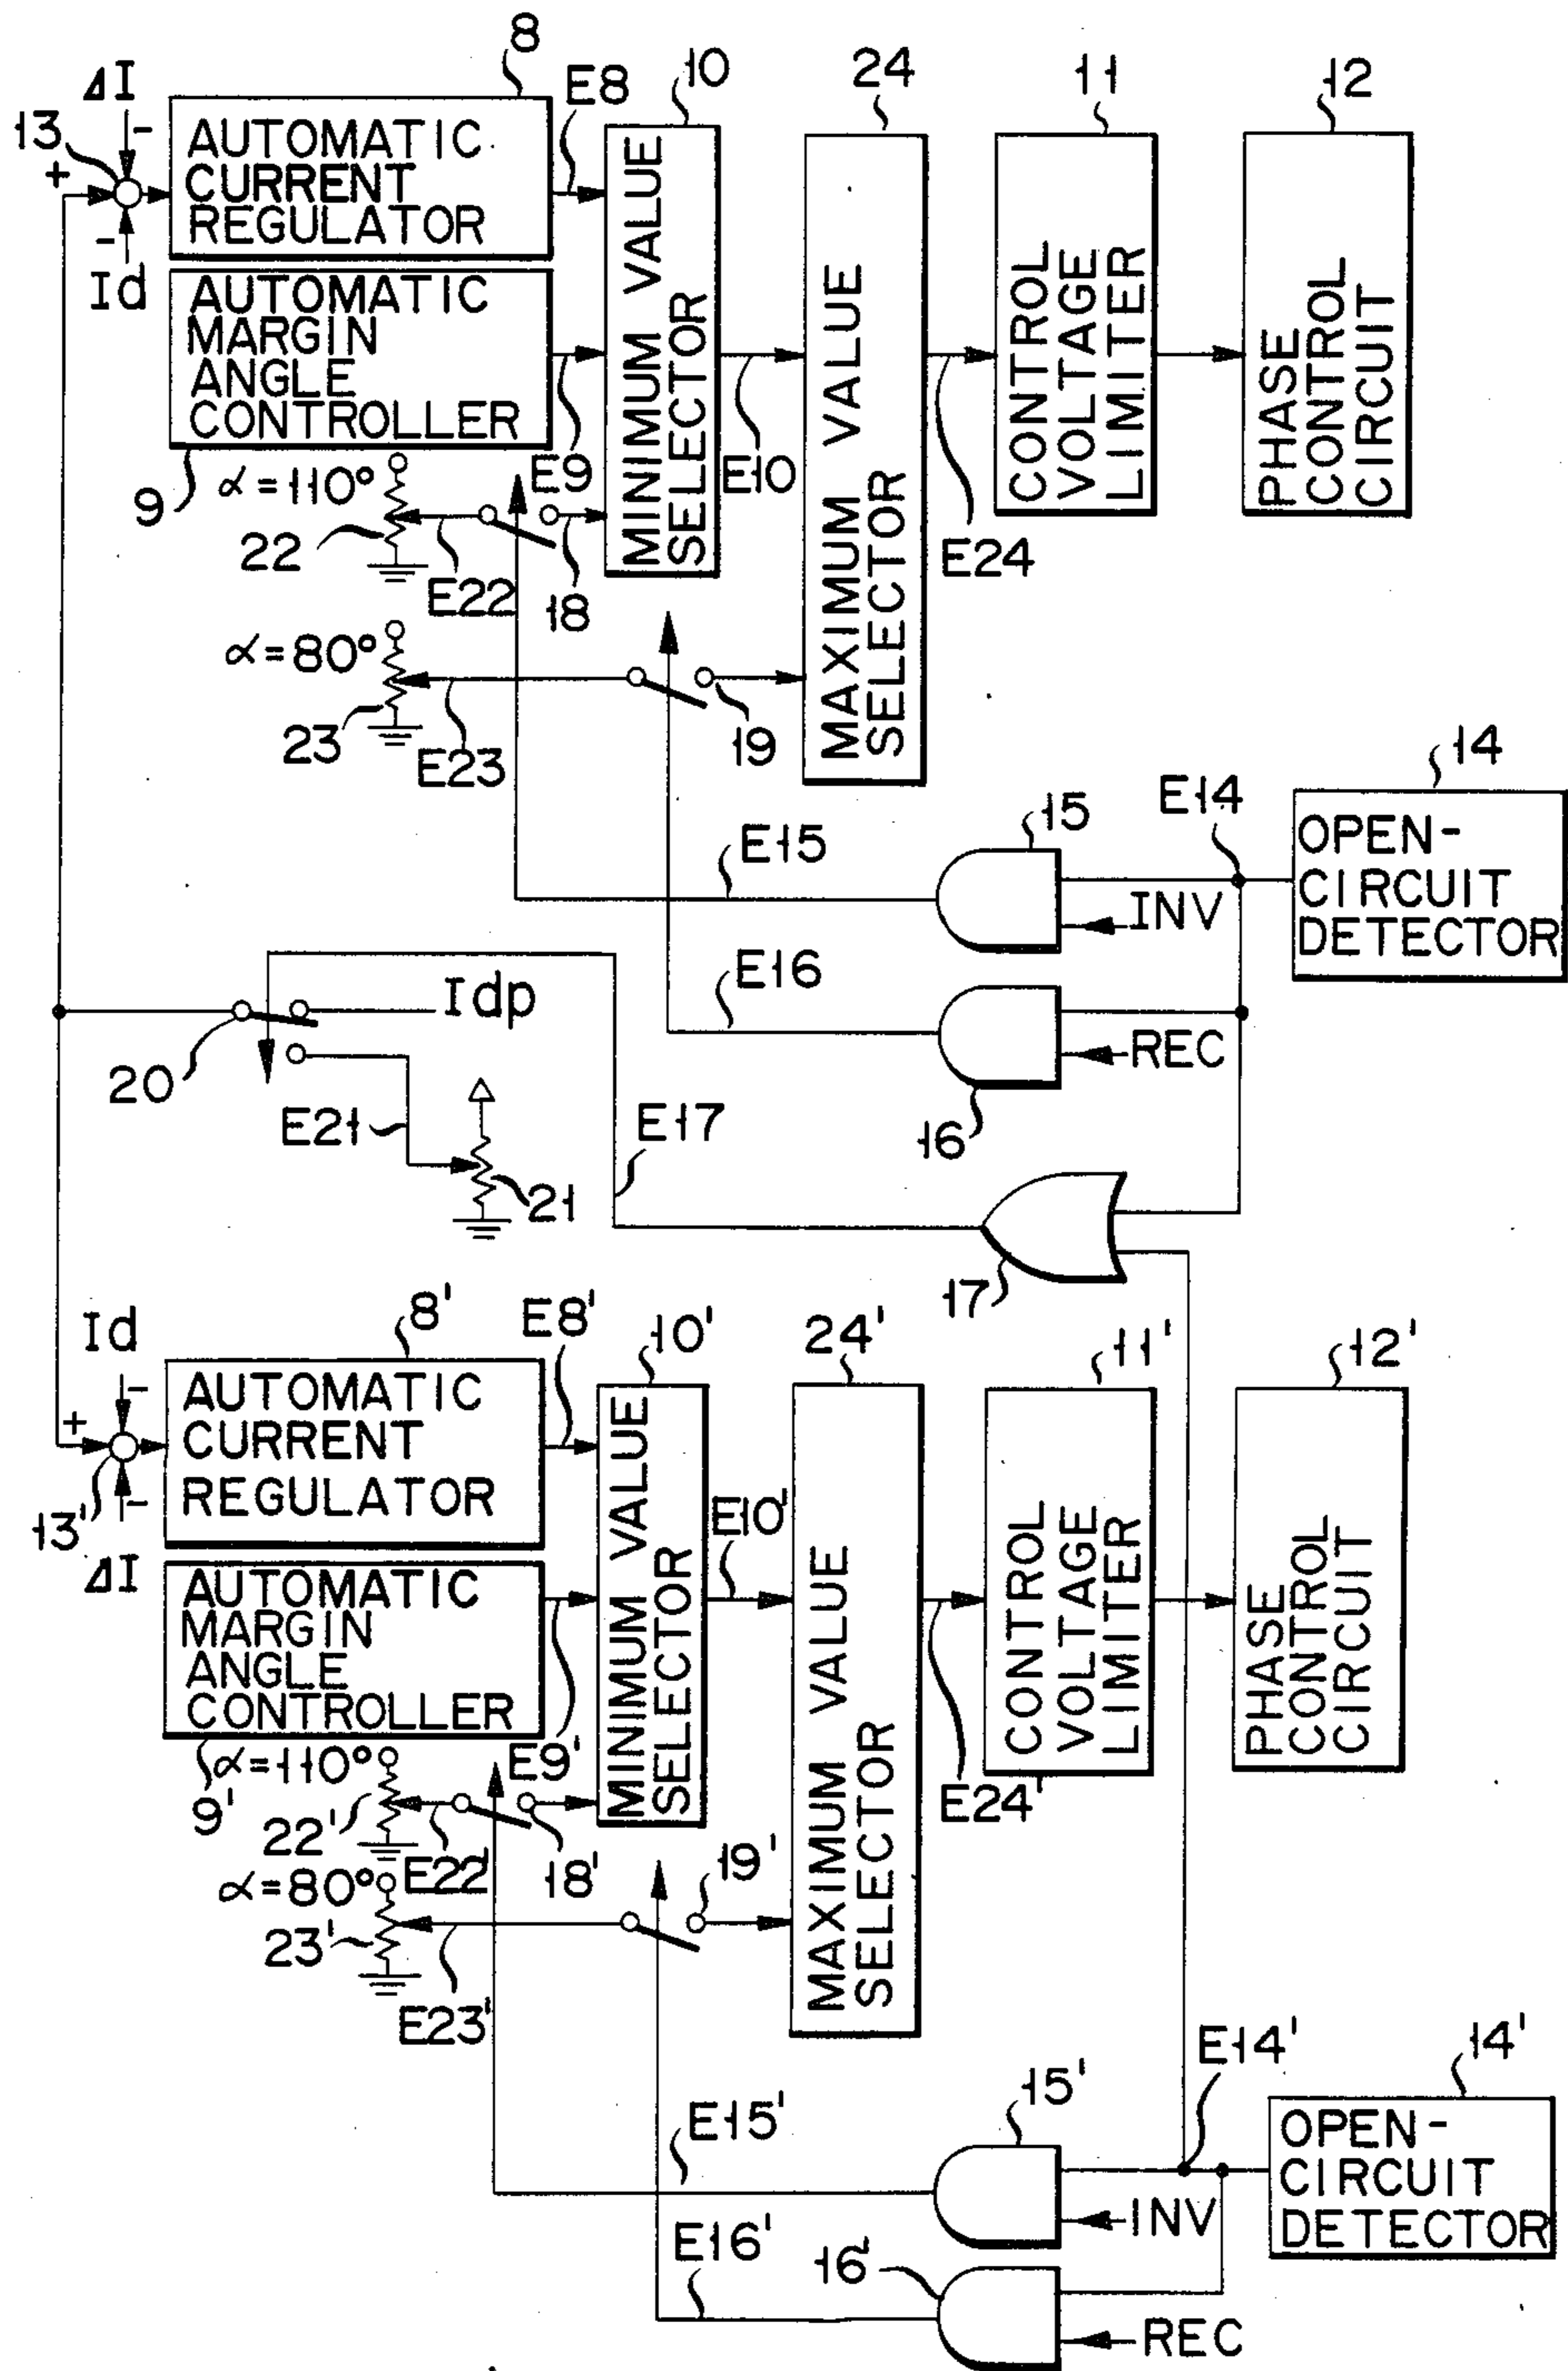 8
10
24
11
12
ΔI
E8
13
-
+
-
Id
AUTOMATIC
CURRENT
REGULATOR
AUTOMATIC
MARGIN
ANGLE
CONTROLLER
9
MINIMUM VALUE
SELECTOR
MAXIMUM VALUE
SELECTOR
CONTROL
VOLTAGE
LIMITER
PHASE
CONTROL
CIRCUIT
E9
E10
E24
α=110°
22
E22
18
α=80°
23
E23
19
14
E14
15
OPEN-
CIRCUIT
DETECTOR
E15
INV
E16
REC
16
Idp
20
E21
21
E17
17
Id
8'
E8'
10'
24'
11'
12'
-
+
-
13'
ΔI
AUTOMATIC
CURRENT
REGULATOR
AUTOMATIC
MARGIN
ANGLE
CONTROLLER
9'
MINIMUM VALUE
SELECTOR
E10'
MAXIMUM VALUE
SELECTOR
CONTROL
VOLTAGE
LIMITER
PHASE
CONTROL
CIRCUIT
E9'
E24'
α=110°
22'
E22'
18'
α=80°
23'
E23'
19'
E14'
14'
15'
OPEN-
CIRCUIT
DETECTOR
E15'
INV
E16'
16'
REC